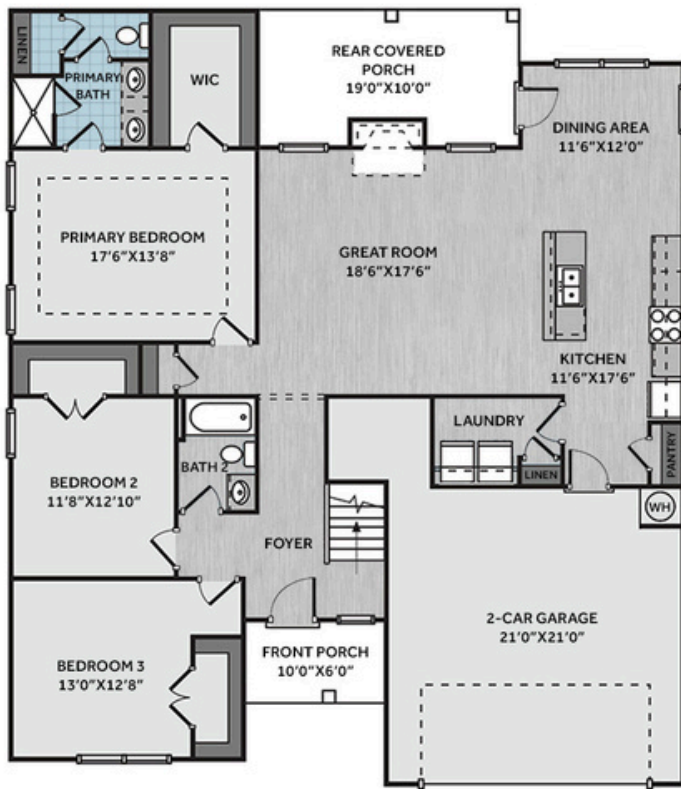 LINEN
PRIMARY
BATH
WIC
REAR COVERED
PORCH
19'0"X10'0"
DINING AREA
11'6"X12'0"
PRIMARY BEDROOM
17'6"X13'8"
GREAT ROOM
18'6"X17'6"
KITCHEN
11'6"X17'6"
LAUNDRY
LINEN
PANTRY
WH
BATH 2
BEDROOM 2
11'8"X12'10"
FOYER
2-CAR GARAGE
21'0"X21'0"
FRONT PORCH
10'0"X6'0"
BEDROOM 3
13'0"X12'8"